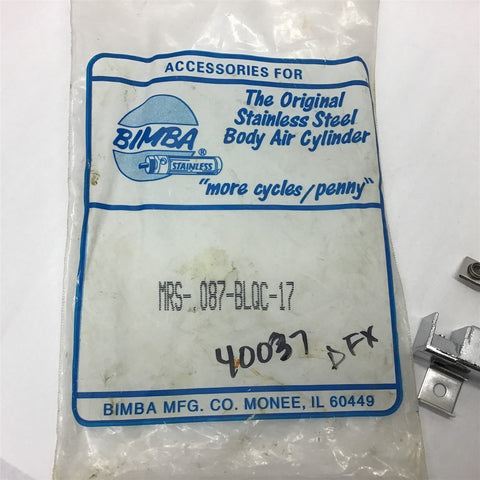 ACCESSORIES FOR
The Original
Stainless Steel
Body Air Cylinder
BIMBA
®
STAINLESS
"more cycles/penny"
MRS-.087-BLQC-17
40037 DFX
BIMBA MFG. CO. MONEE, IL 60449